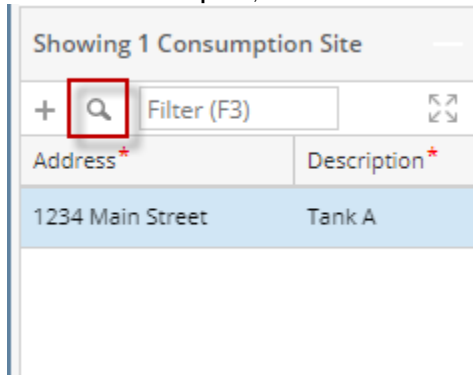 Showing 1 Consumption Site
Filter (F3)
Address* Description*
1234 Main Street Tank A